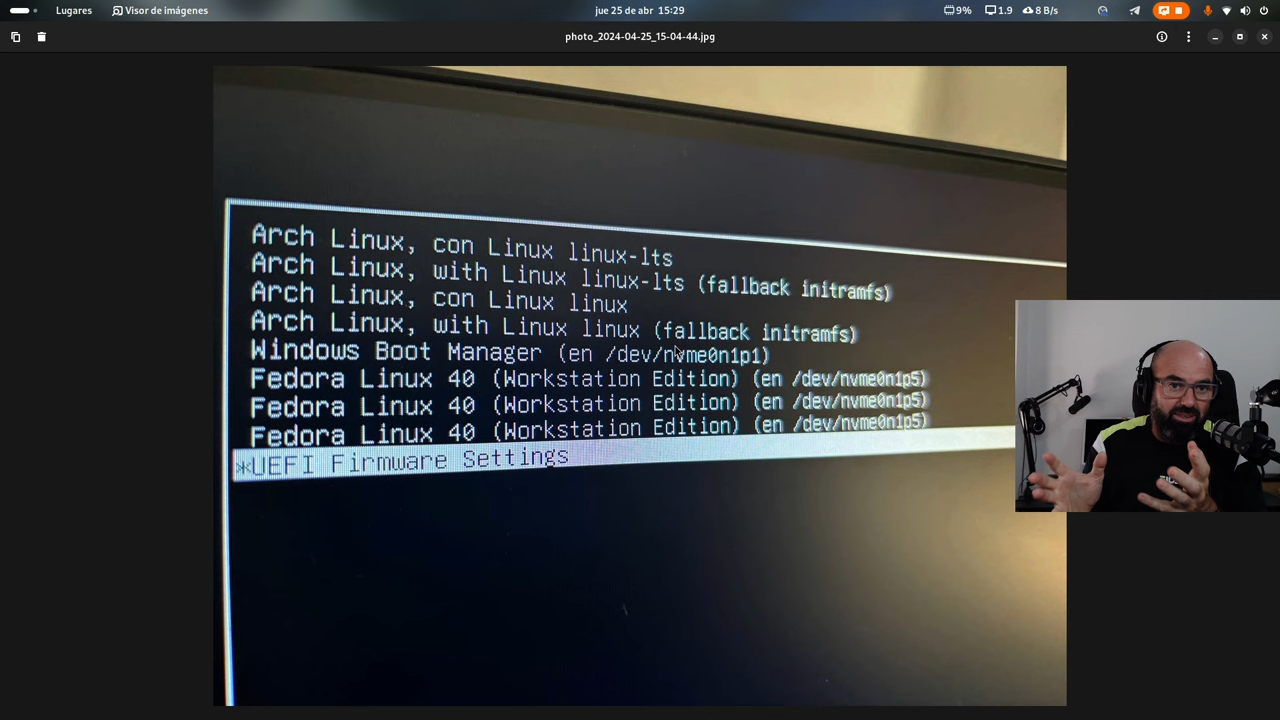 Lugares
Visor de imágenes
jue 25 de abr 15:29
9%
1.9
8 B/s
photo_2024-04-25_15-04-44.jpg
Arch Linux, con Linux linux-lts
Arch Linux, with Linux linux-lts (fallback initramfs)
Arch Linux, con Linux linux
Arch Linux, with Linux linux (fallback initramfs)
Windows Boot Manager (en /dev/nvme0n1p1)
Fedora Linux 40 (Workstation Edition) (en /dev/nvme0n1p5)
Fedora Linux 40 (Workstation Edition) (en /dev/nvme0n1p5)
Fedora Linux 40 (Workstation Edition) (en /dev/nvme0n1p5)
*UEFI Firmware Settings